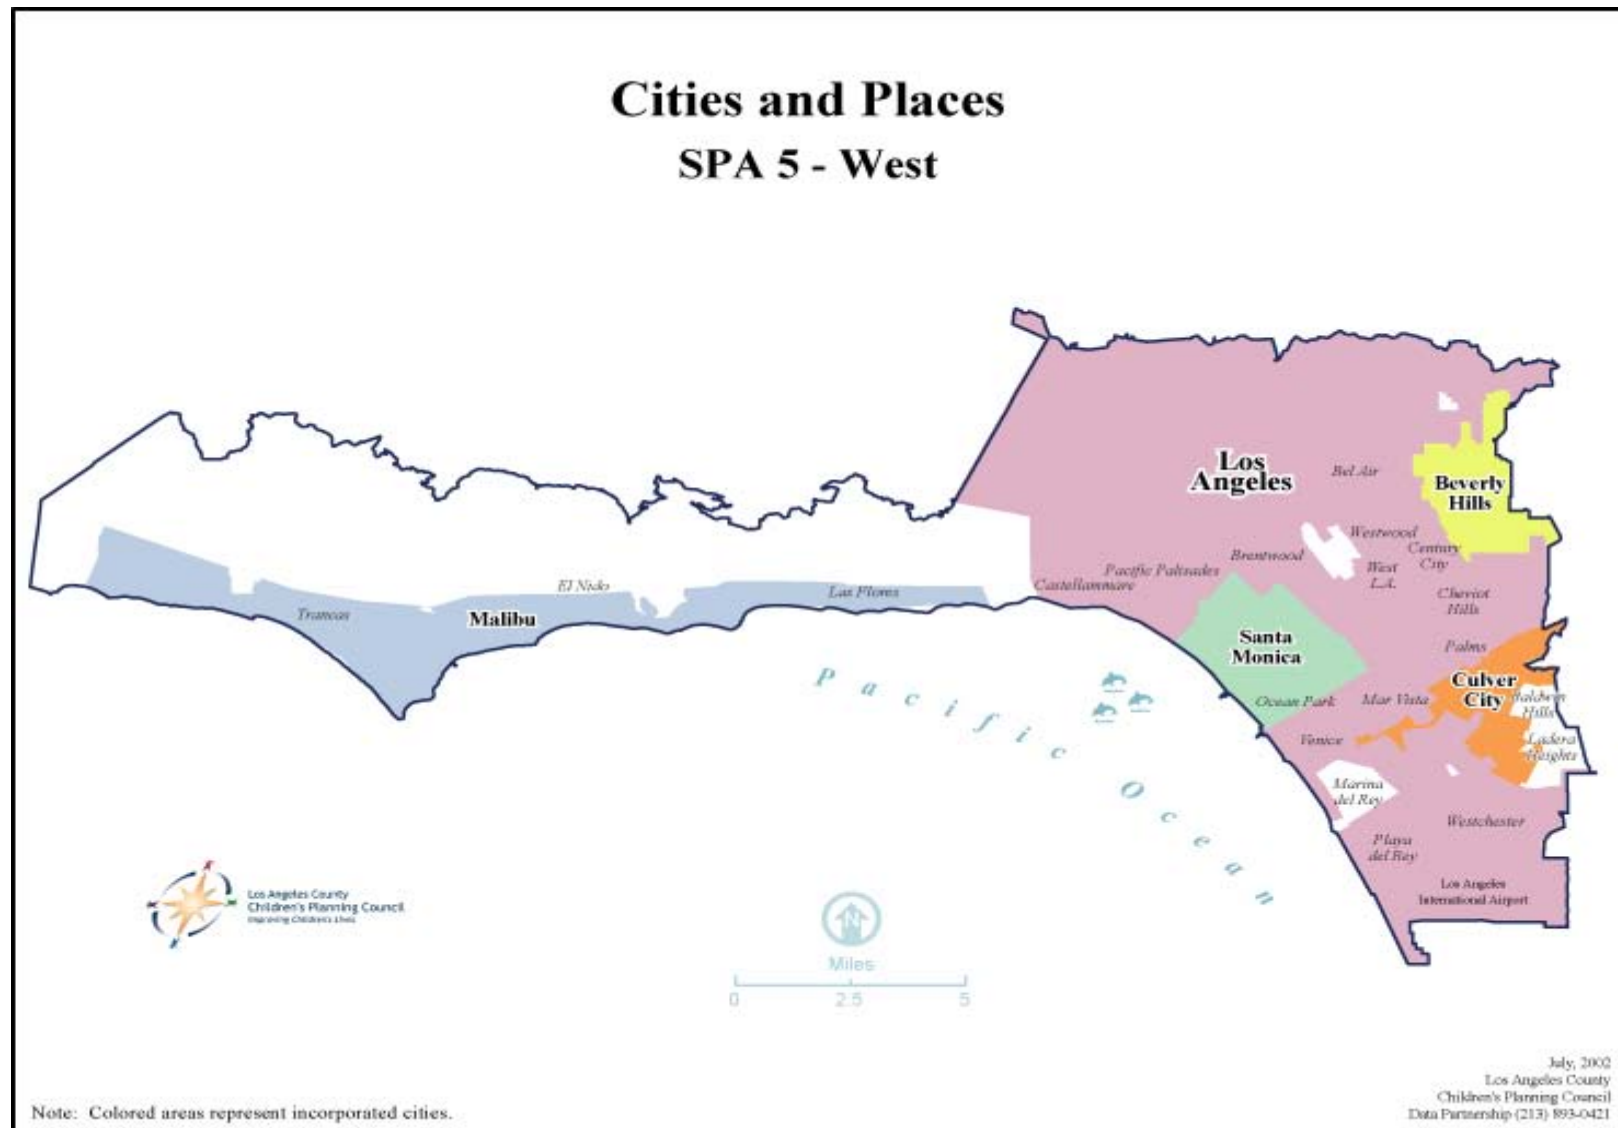 Cities and Places
SPA 5 - West
Los
Angeles
Bel Air
Beverly
Hills
Westwood
Century
City
Brentwood
West
L.A.
Pacific Palisades
Castellammare
Cheviot
Hills
El Nido
Las Flores
Trancas
Malibu
Santa
Monica
Palms
Culver
City
Baldwin
Hills
Ocean Park
Mar Vista
Venice
Ladera
Heights
Marina
del Rey
Westchester
Playa
del Rey
Los Angeles
International Airport
Pacific Ocean
Los Angeles County
Children's Planning Council
Improving Children's Lives
N
Miles
0 2.5 5
July, 2002
Los Angeles County
Children's Planning Council
Data Partnership (213) 893-0421
Note: Colored areas represent incorporated cities.